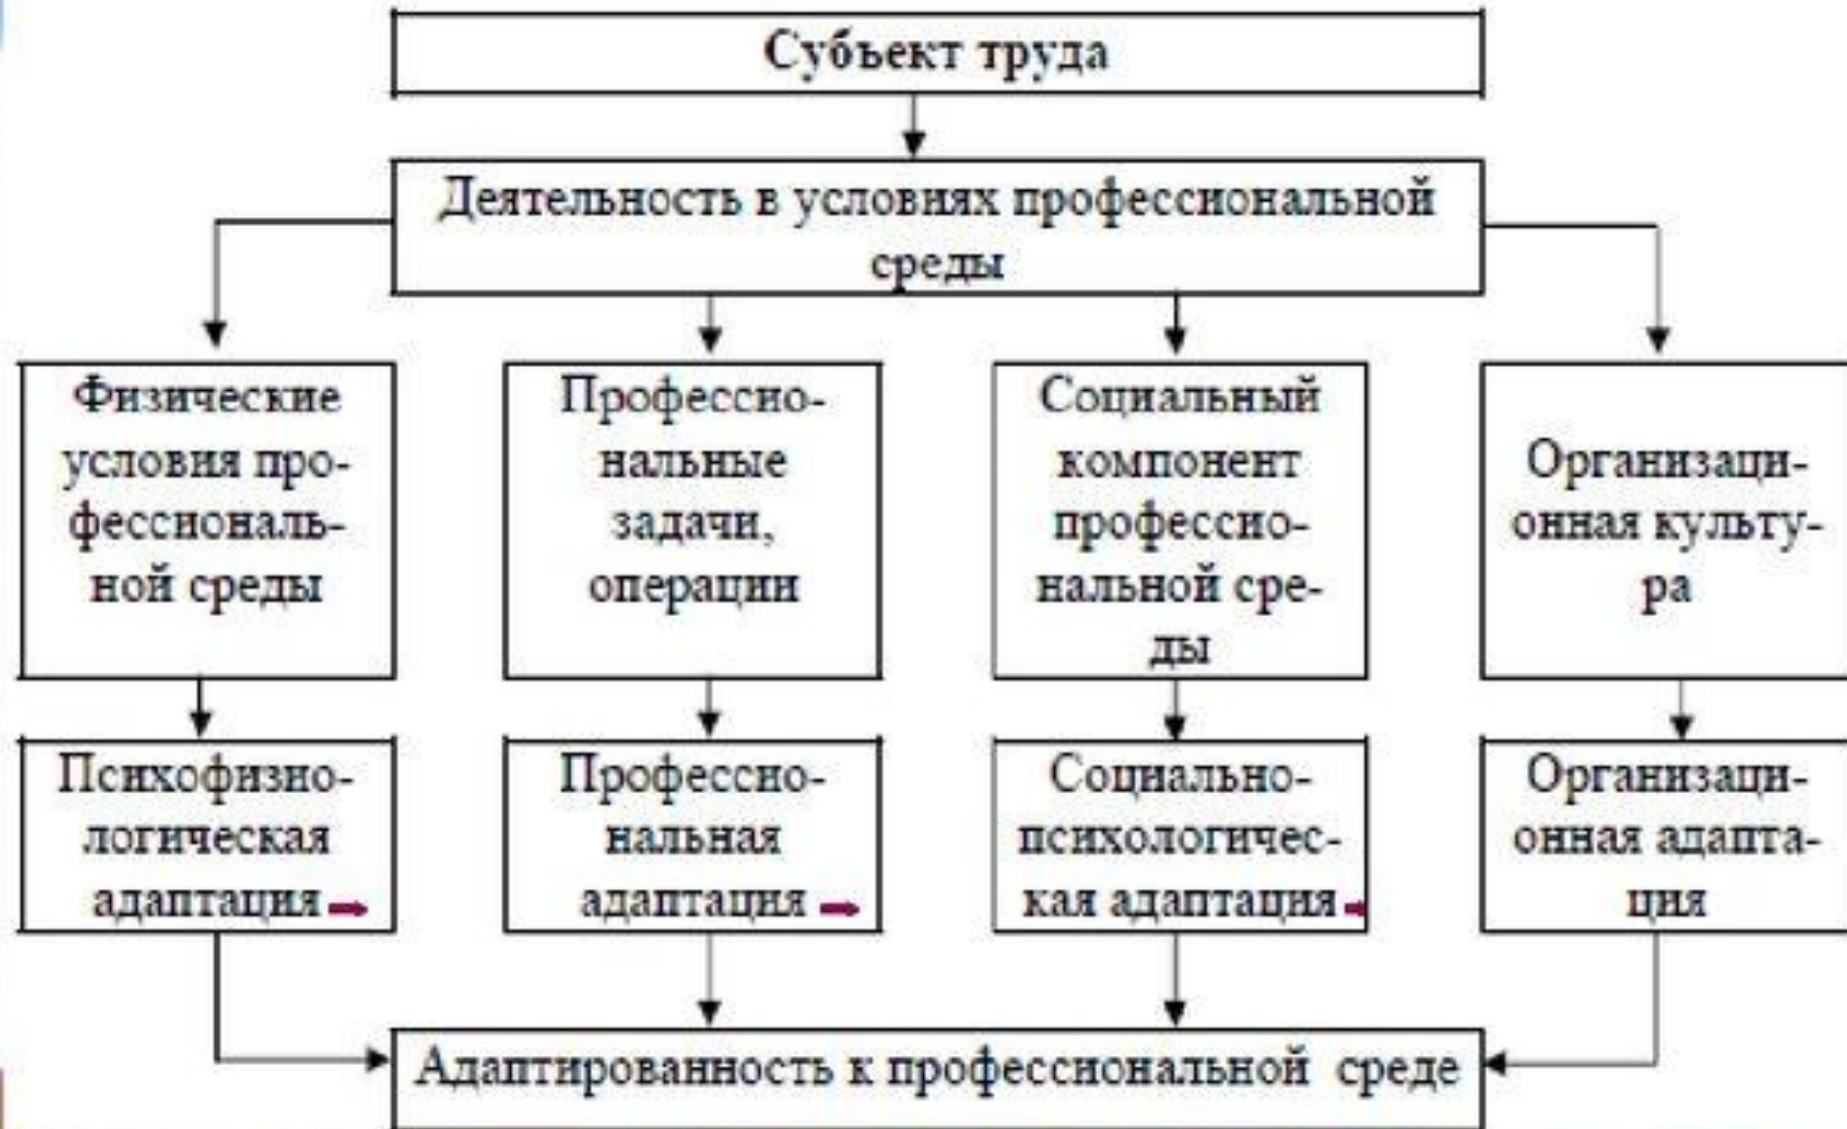 Субъект труда
Деятельность в условиях профессиональной
среды
Физические
условия про-
фессиональ-
ной среды
Профессио-
нальные
задачи,
операции
Социальный
компонент
профессио-
нальной сре-
ды
Организаци-
онная культу-
ра
Психофизио-
логическая
адаптация
Профессио-
нальная
адаптация
Социально-
психологичес-
кая адаптация
Организаци-
онная адапта-
ция
Адаптированность к профессиональной среде